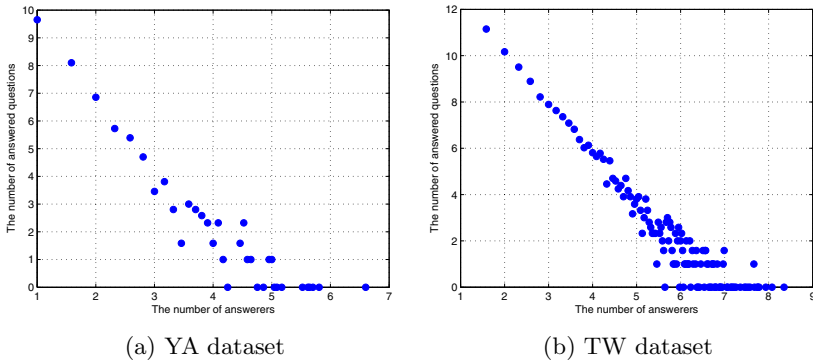 10
9
8
7
6
5
4
3
2
1
0
The number of answered questions
1 2 3 4 5 6 7
The number of answerers
(a) YA dataset
12
10
8
6
4
2
0
The number of answered questions
1 2 3 4 5 6 7 8 9
The number of answerers
(b) TW dataset